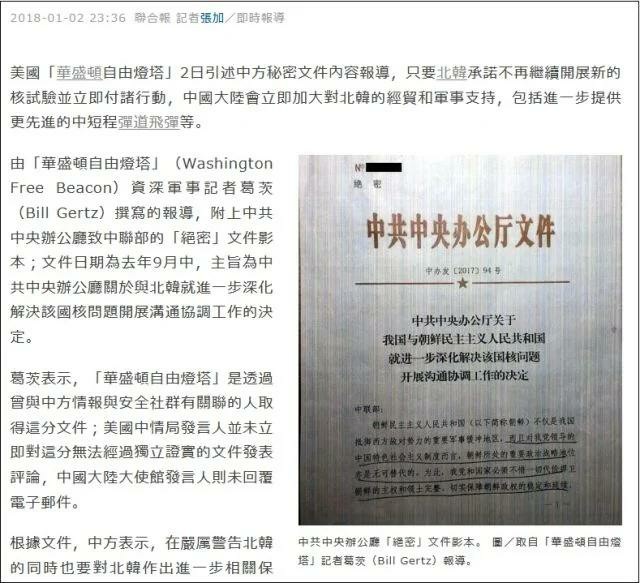 2018-01-02 23:36 聯合報 記者張加╱即時報導
美國「華盛頓自由燈塔」2日引述中方秘密文件內容報導，只要北韓承諾不再繼續開展新的
核試驗並立即付諸行動，中國大陸會立即加大對北韓的經貿和軍事支持，包括進一步提供
更先進的中短程彈道飛彈等。
由「華盛頓自由燈塔」（Washington
Free Beacon）資深軍事記者葛茨
（Bill Gertz）撰寫的報導，附上中共
中央辦公廳致中聯部的「絕密」文件影
本；文件日期為去年9月中，主旨為中
共中央辦公廳關於與北韓就進一步深化
解決該國核問題開展溝通協調工作的決
定。
葛茨表示，「華盛頓自由燈塔」是透過
曾與中方情報與安全社群有關聯的人取
得這分文件；美國中情局發言人並未立
即對這分無法經過獨立證實的文件發表
評論，中國大陸大使館發言人則未回覆
電子郵件。
根據文件，中方表示，在嚴厲警告北韓
的同時也要對北韓作出進一步相關保
Nº
绝 密
中共中央办公厅文件
中办发〔2017〕94 号
中共中央办公厅关于
我国与朝鲜民主主义人民共和国
就进一步深化解决该国核问题
开展沟通协调工作的决定
中联部：
朝鲜民主主义人民共和国（以下简称朝鲜）不仅是我国
抵御西方敌对势力的重要军事缓冲地区，而且对我党领导的
中国特色社会主义制度而言，朝鲜所处的重要政治战略地位
亦是无可替代的。为此，我党和国家必须不惜一切代价捍卫
朝鲜的主权和领土完整，切实保障朝鲜政权的稳定和延续，
— 1 —
中共中央辦公廳「絕密」文件影本。 圖╱取自「華盛頓自由燈
塔」記者葛茨（Bill Gertz）報導。